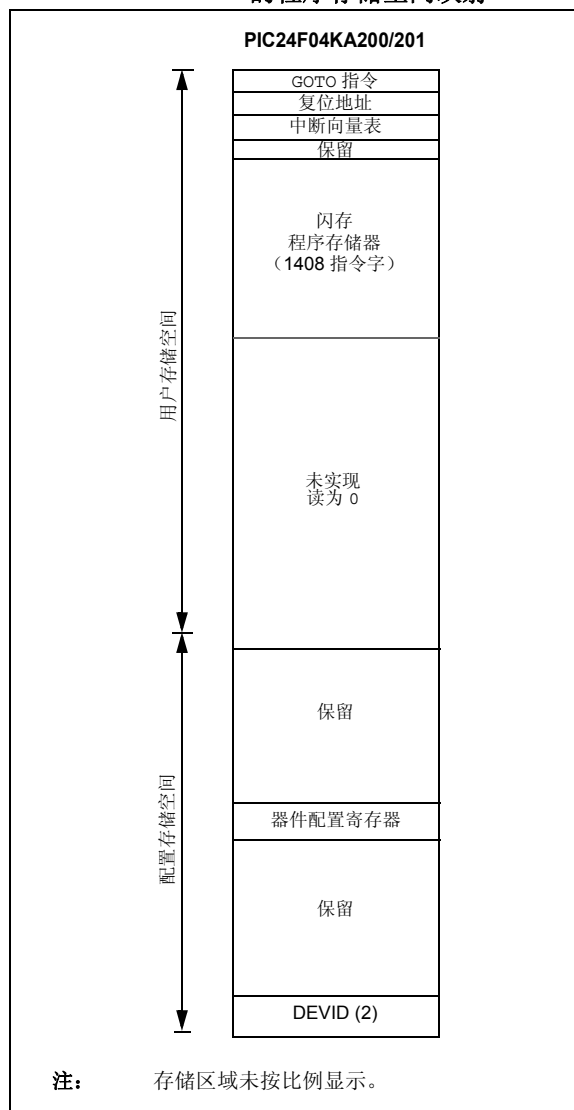 PIC24F04KA200/201
GOTO 指令
复位地址
中断向量表
保留
闪存
程序存储器
（1408 指令字）
用户存储空间
未实现
读为 0
保留
配置存储空间
器件配置寄存器
保留
DEVID (2)
注： 存储区域未按比例显示。